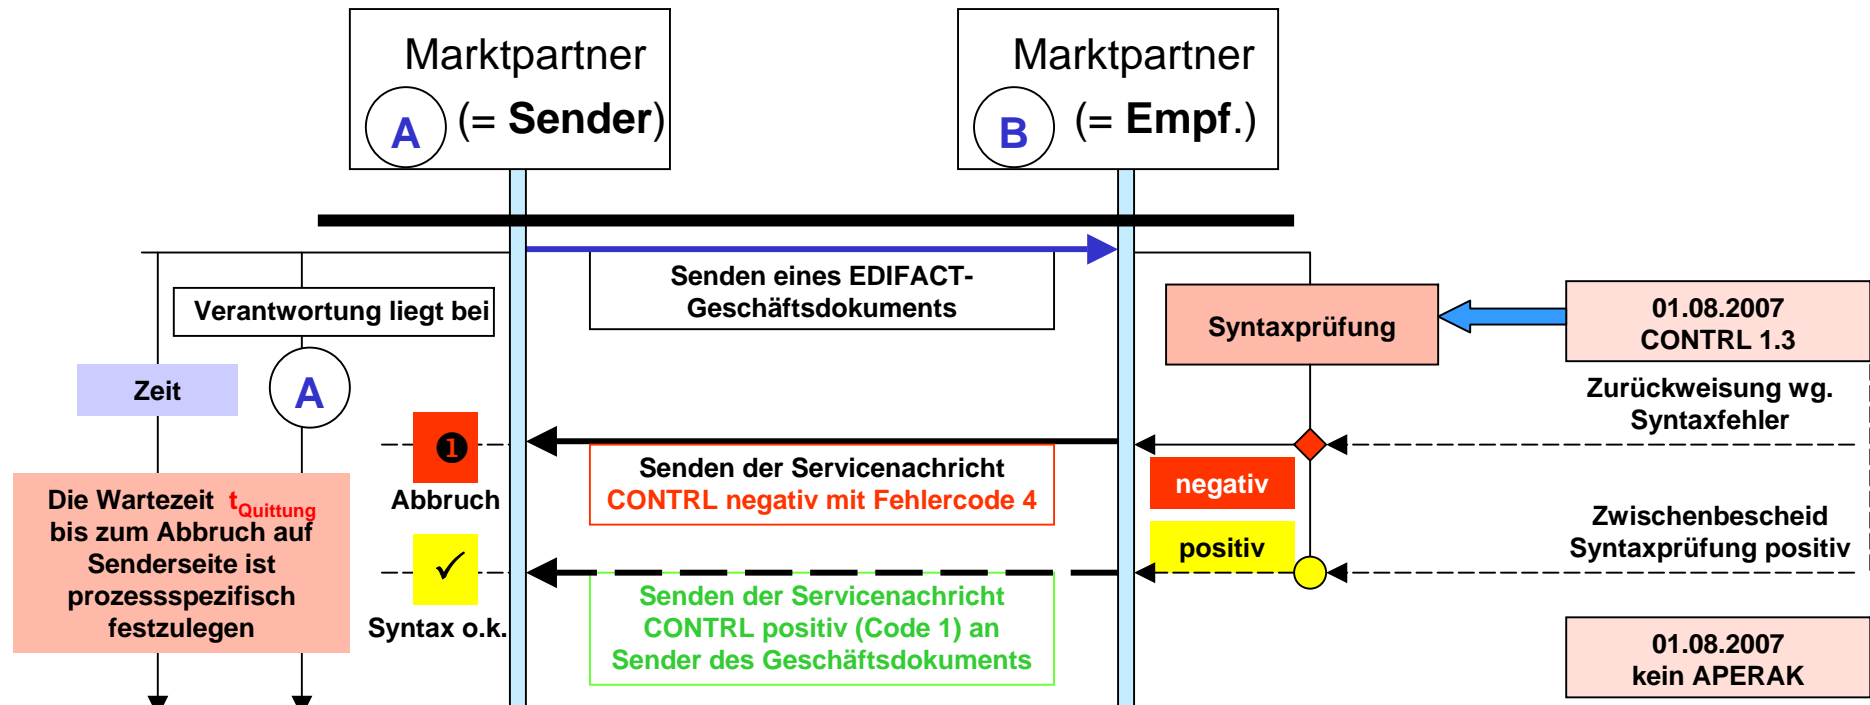 Marktpartner
A (= Sender)
Marktpartner
B (= Empf.)
Senden eines EDIFACT-
Geschäftsdokuments
Verantwortung liegt bei
Zeit
A
Syntaxprüfung
01.08.2007
CONTRL 1.3
Zurückweisung wg.
Syntaxfehler
1
Abbruch
Senden der Servicenachricht
CONTRL negativ mit Fehlercode 4
negativ
Die Wartezeit tQuittung
bis zum Abbruch auf
Senderseite ist
prozessspezifisch
festzulegen
positiv
Zwischenbescheid
Syntaxprüfung positiv
✓
Syntax o.k.
Senden der Servicenachricht
CONTRL positiv (Code 1) an
Sender des Geschäftsdokuments
01.08.2007
kein APERAK